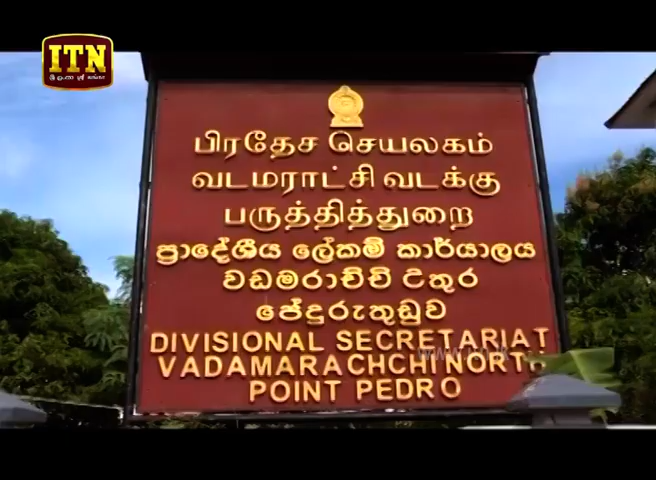 ITN
பிரதேச செயலகம்
வடமராட்சி வடக்கு
பருத்தித்துறை
ප්‍රාදේශීය ලේකම් කාර්යාලය
වඩමරාච්චි උතුර
පේදුරුතුඩුව
DIVISIONAL SECRETARIAT
VADAMARACHCHI NORTH
POINT PEDRO